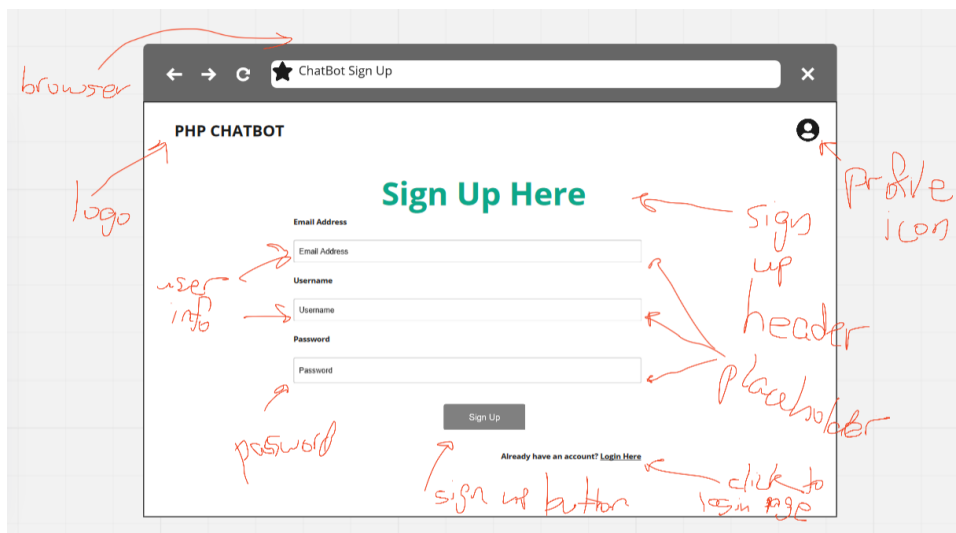 browser
ChatBot Sign Up
PHP CHATBOT
logo
profile
icon
Sign Up Here
sign
up
header
Email Address
Email Address
user
info
Username
Username
placeholder
Password
Password
password
Sign Up
sign up button
Already have an account? Login Here
click to
login page